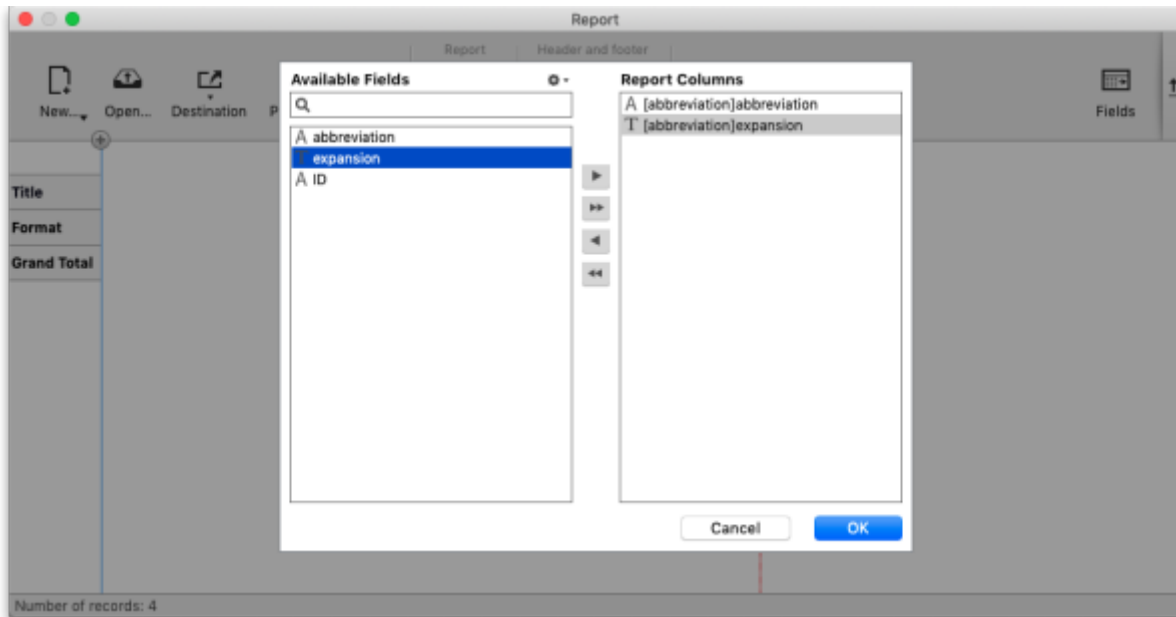 Report
Report Header and footer
New... Open... Destination P
Fields
Title
Format
Grand Total
Available Fields
A abbreviation
T expansion
A ID
Report Columns
A [abbreviation]abbreviation
T [abbreviation]expansion
Cancel OK
Number of records: 4